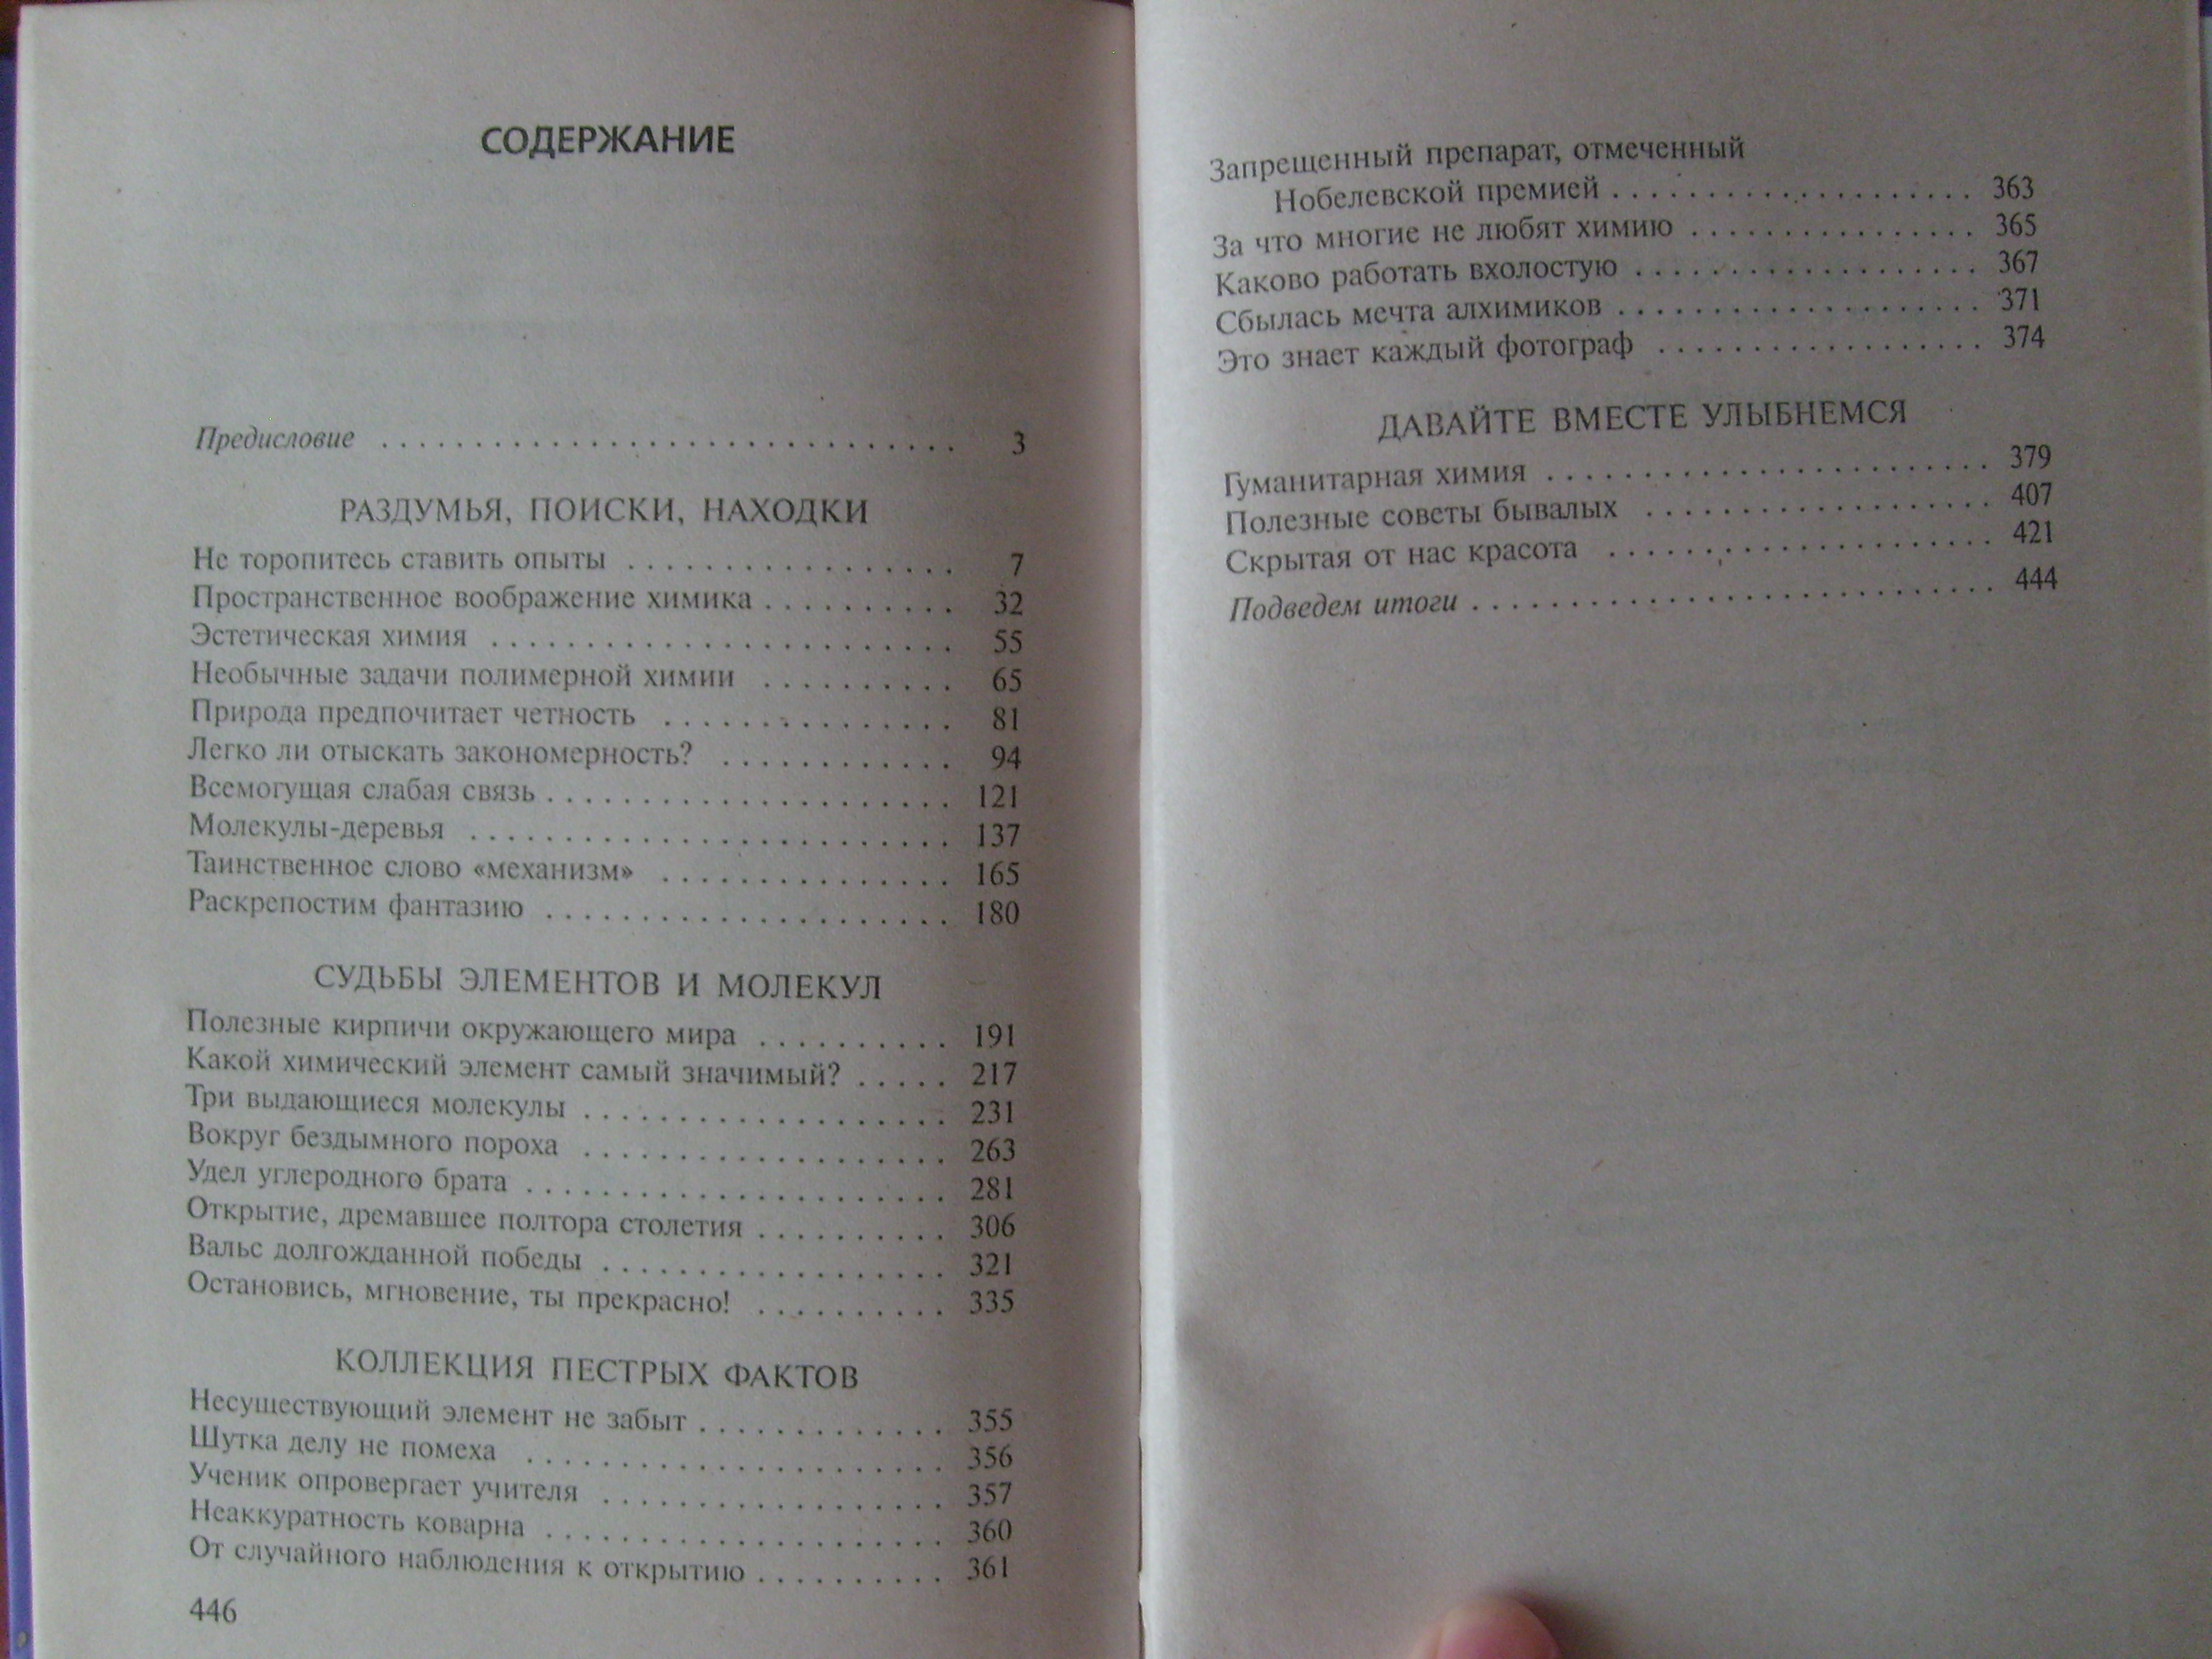 СОДЕРЖАНИЕ
Предисловие . . . . . . . . . . . . . . . . . . . . . . . . . . . . . . 3
РАЗДУМЬЯ, ПОИСКИ, НАХОДКИ
Не торопитесь ставить опыты . . . . . . . . . . . . . . . . . 7
Пространственное воображение химика . . . . . . . . . . 32
Эстетическая химия . . . . . . . . . . . . . . . . . . . . . . . . 55
Необычные задачи полимерной химии . . . . . . . . . . 65
Природа предпочитает четность . . . . . . . . . . . . . . . 81
Легко ли отыскать закономерность? . . . . . . . . . . . . 94
Всемогущая слабая связь . . . . . . . . . . . . . . . . . . . . . 121
Молекулы-деревья . . . . . . . . . . . . . . . . . . . . . . . . . 137
Таинственное слово «механизм» . . . . . . . . . . . . . . . 165
Раскрепостим фантазию . . . . . . . . . . . . . . . . . . . . . 180
СУДЬБЫ ЭЛЕМЕНТОВ И МОЛЕКУЛ
Полезные кирпичи окружающего мира . . . . . . . . . . 191
Какой химический элемент самый значимый? . . . . . 217
Три выдающиеся молекулы . . . . . . . . . . . . . . . . . . . 231
Вокруг бездымного пороха . . . . . . . . . . . . . . . . . . . 263
Удел углеродного брата . . . . . . . . . . . . . . . . . . . . . . 281
Открытие, дремавшее полтора столетия . . . . . . . . . . 306
Вальс долгожданной победы . . . . . . . . . . . . . . . . . . 321
Остановись, мгновение, ты прекрасно! . . . . . . . . . . 335
КОЛЛЕКЦИЯ ПЕСТРЫХ ФАКТОВ
Несуществующий элемент не забыт . . . . . . . . . . . . . 355
Шутка делу не помеха . . . . . . . . . . . . . . . . . . . . . . 356
Ученик опровергает учителя . . . . . . . . . . . . . . . . . . 357
Неаккуратность коварна . . . . . . . . . . . . . . . . . . . . . 360
От случайного наблюдения к открытию . . . . . . . . . . 361
446
Запрещенный препарат, отмеченный
Нобелевской премией . . . . . . . . . . . . . . . . . . . 363
За что многие не любят химию . . . . . . . . . . . . . . . 365
Каково работать вхолостую . . . . . . . . . . . . . . . . . . 367
Сбылась мечта алхимиков . . . . . . . . . . . . . . . . . . . 371
Это знает каждый фотограф . . . . . . . . . . . . . . . . . 374
ДАВАЙТЕ ВМЕСТЕ УЛЫБНЕМСЯ
Гуманитарная химия . . . . . . . . . . . . . . . . . . . . . . . 379
Полезные советы бывалых . . . . . . . . . . . . . . . . . . 407
Скрытая от нас красота . . . . . . . . . . . . . . . . . . . . 421
Подведем итоги . . . . . . . . . . . . . . . . . . . . . . . . . . . 444